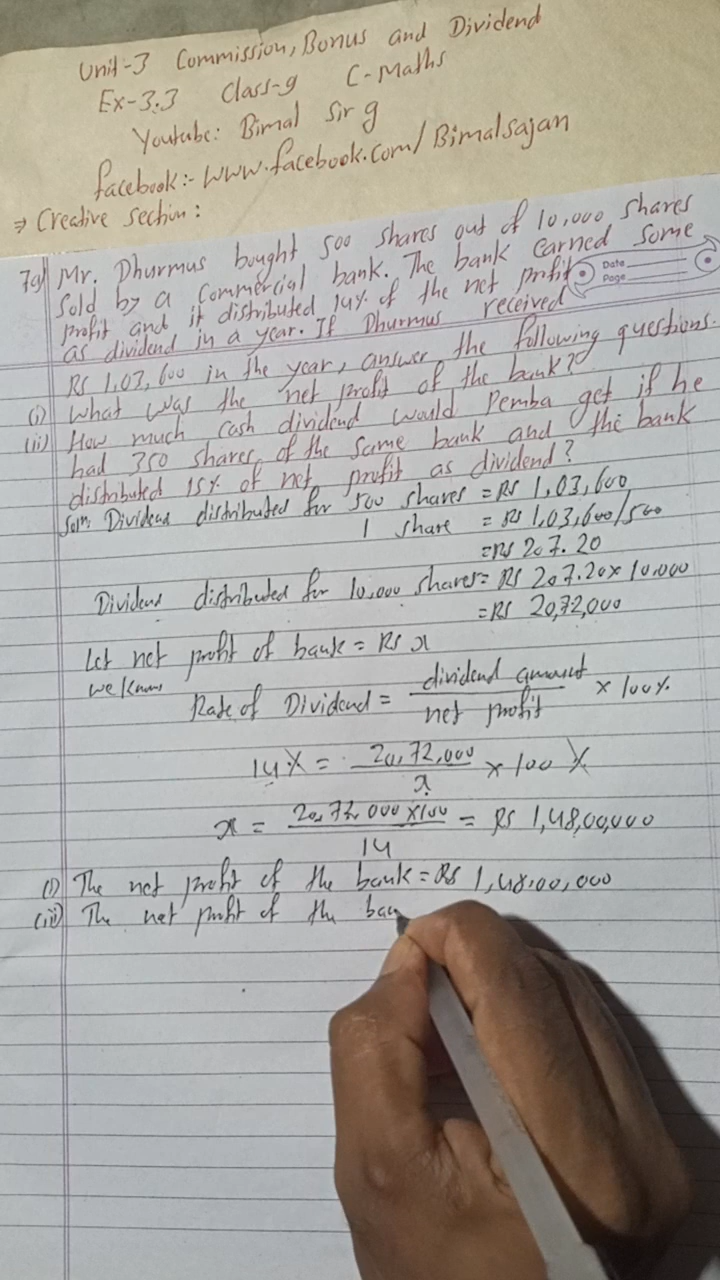 Unit-3 Commission, Bonus and Dividend
Ex-3.3 Class-9 C-Maths
Youtube: Bimal Sir g
facebook:- www.facebook.com/Bimalsajan
⇒ Creative section:
Date
Page
7a) Mr. Dhurmus bought 500 shares out of 10,000 shares
sold by a commercial bank. The bank earned some
profit and it distributed 14% of the net profit
as dividend in a year. If Dhurmus received
RS 1,03,600 in the year, answer the following questions.
(i) What was the net profit of the bank?
(ii) How much cash dividend would Pemba get if he
had 350 shares of the same bank and the bank
distributed 15% of net profit as dividend?
Soln: Dividend distributed for 500 shares = RS 1,03,600
1 share = RS 1,03,600/500
= RS 207.20
Dividend distributed for 10,000 shares = RS 207.20 x 10,000
= RS 20,72,000
Let net profit of bank = RS x
we know
Rate of Dividend = dividend amount / net profit x 100%
14% = 20,72,000 / x x 100%
x = 20,72,000 x 100 / 14 = RS 1,48,00,000
(i) The net profit of the bank = RS 1,48,00,000
(ii) The net profit of the ban